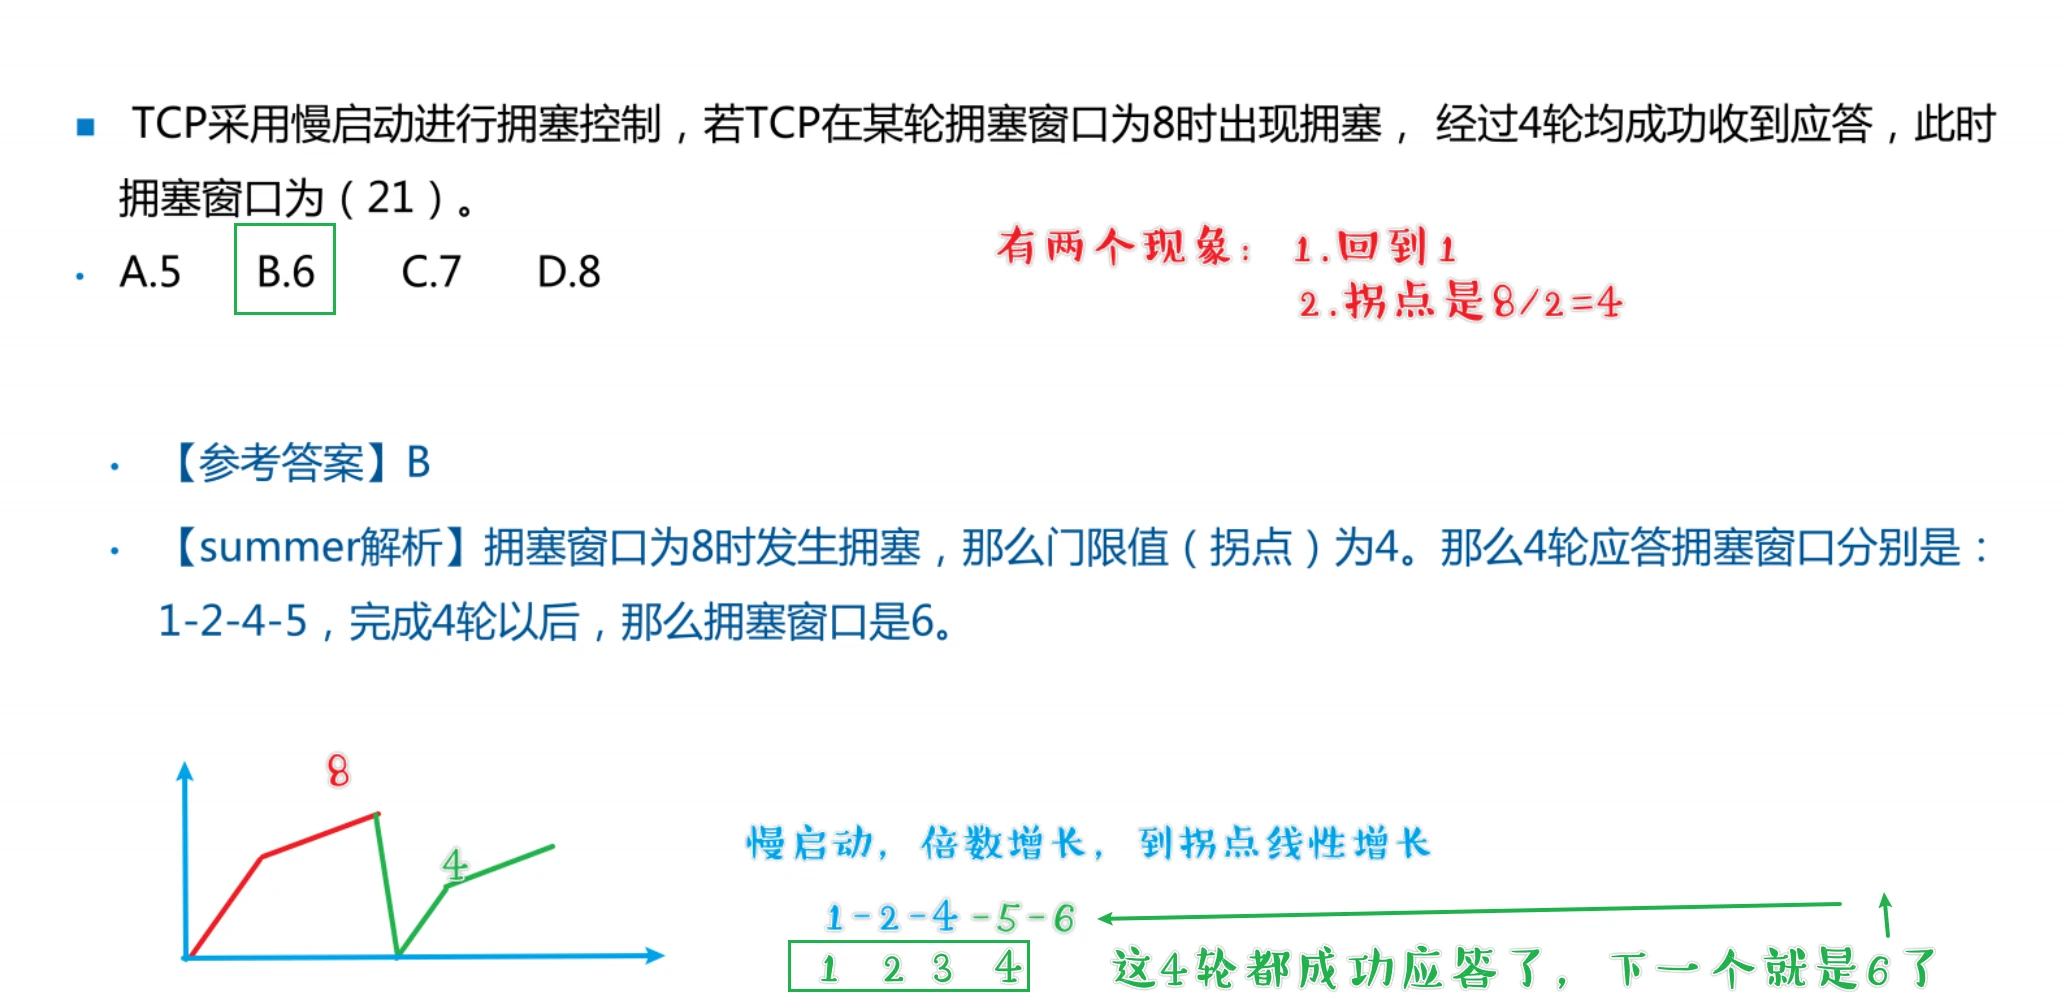 TCP采用慢启动进行拥塞控制，若TCP在某轮拥塞窗口为8时出现拥塞， 经过4轮均成功收到应答，此时
拥塞窗口为（21）。
A.5 B.6 C.7 D.8
有两个现象： 1.回到1
2.拐点是8/2=4
【参考答案】B
【summer解析】拥塞窗口为8时发生拥塞，那么门限值（拐点）为4。那么4轮应答拥塞窗口分别是：
1-2-4-5，完成4轮以后，那么拥塞窗口是6。
8
4
慢启动，倍数增长，到拐点线性增长
1-2-4-5-6
1 2 3 4
这4轮都成功应答了，下一个就是6了